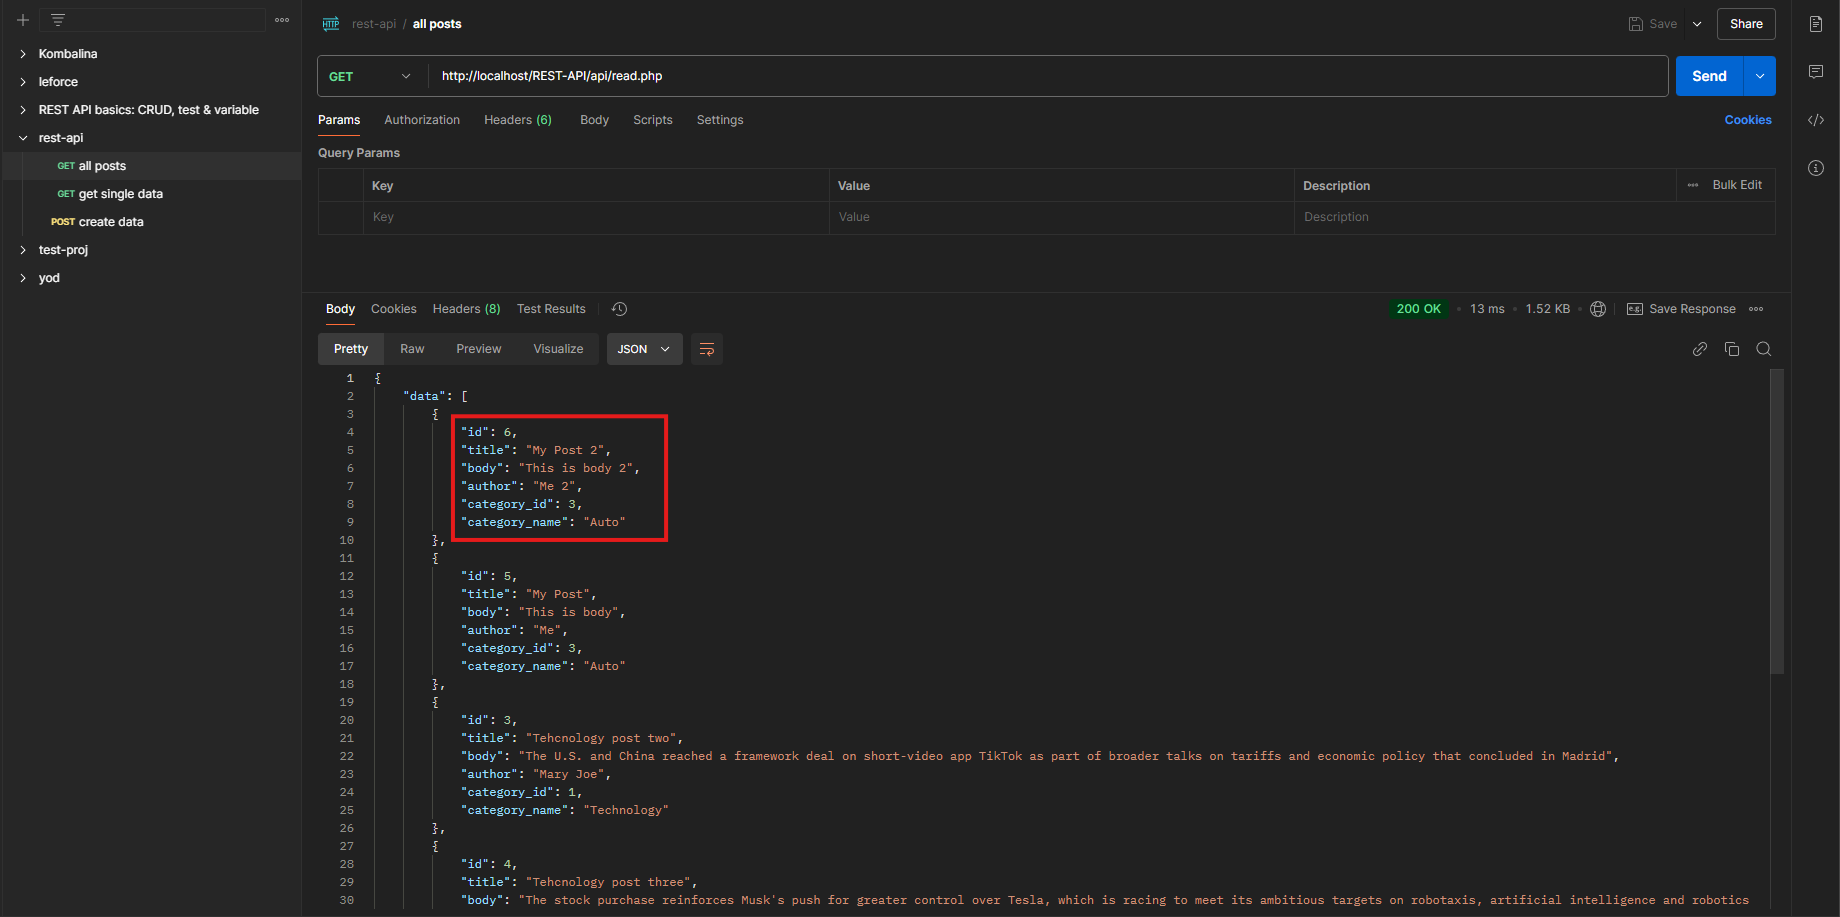 Kombalina
leforce
REST API basics: CRUD, test & variable
rest-api
GET all posts
GET get single data
POST create data
test-proj
yod
HTTP rest-api / all posts
Save
Share
GET http://localhost/REST-API/api/read.php
Send
Params Authorization Headers (6) Body Scripts Settings
Cookies
Query Params
Key Value Description Bulk Edit
Key Value Description
Body Cookies Headers (8) Test Results
200 OK • 13 ms • 1.52 KB • e.g. Save Response
Pretty Raw Preview Visualize JSON
1 {
2 "data": [
3 {
4 "id": 6,
5 "title": "My Post 2",
6 "body": "This is body 2",
7 "author": "Me 2",
8 "category_id": 3,
9 "category_name": "Auto"
10 },
11 {
12 "id": 5,
13 "title": "My Post",
14 "body": "This is body",
15 "author": "Me",
16 "category_id": 3,
17 "category_name": "Auto"
18 },
19 {
20 "id": 3,
21 "title": "Tehcnology post two",
22 "body": "The U.S. and China reached a framework deal on short-video app TikTok as part of broader talks on tariffs and economic policy that concluded in Madrid",
23 "author": "Mary Joe",
24 "category_id": 1,
25 "category_name": "Technology"
26 },
27 {
28 "id": 4,
29 "title": "Tehcnology post three",
30 "body": "The stock purchase reinforces Musk's push for greater control over Tesla, which is racing to meet its ambitious targets on robotaxis, artificial intelligence and robotics